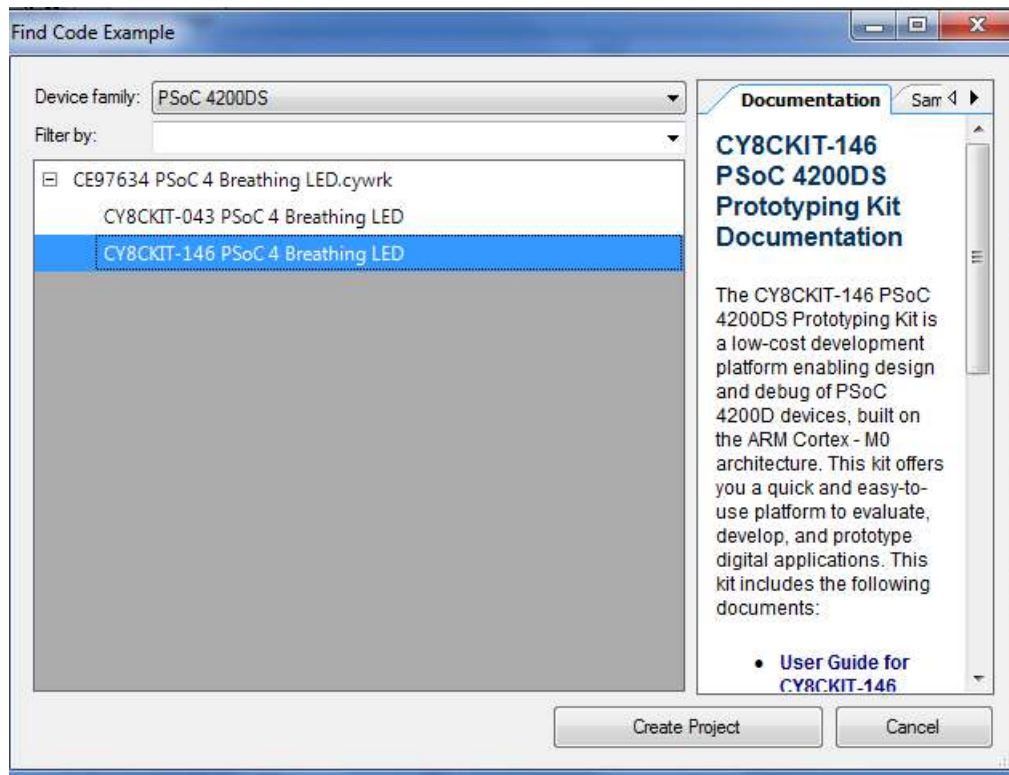 Find Code Example
Device family: PSoC 4200DS
Filter by:
CE97634 PSoC 4 Breathing LED.cywrk
CY8CKIT-043 PSoC 4 Breathing LED
CY8CKIT-146 PSoC 4 Breathing LED
Documentation
CY8CKIT-146
PSoC 4200DS
Prototyping Kit
Documentation
The CY8CKIT-146 PSoC
4200DS Prototyping Kit is
a low-cost development
platform enabling design
and debug of PSoC
4200D devices, built on
the ARM Cortex - M0
architecture. This kit offers
you a quick and easy-to-
use platform to evaluate,
develop, and prototype
digital applications. This
kit includes the following
documents:
• User Guide for
CY8CKIT-146
Create Project
Cancel